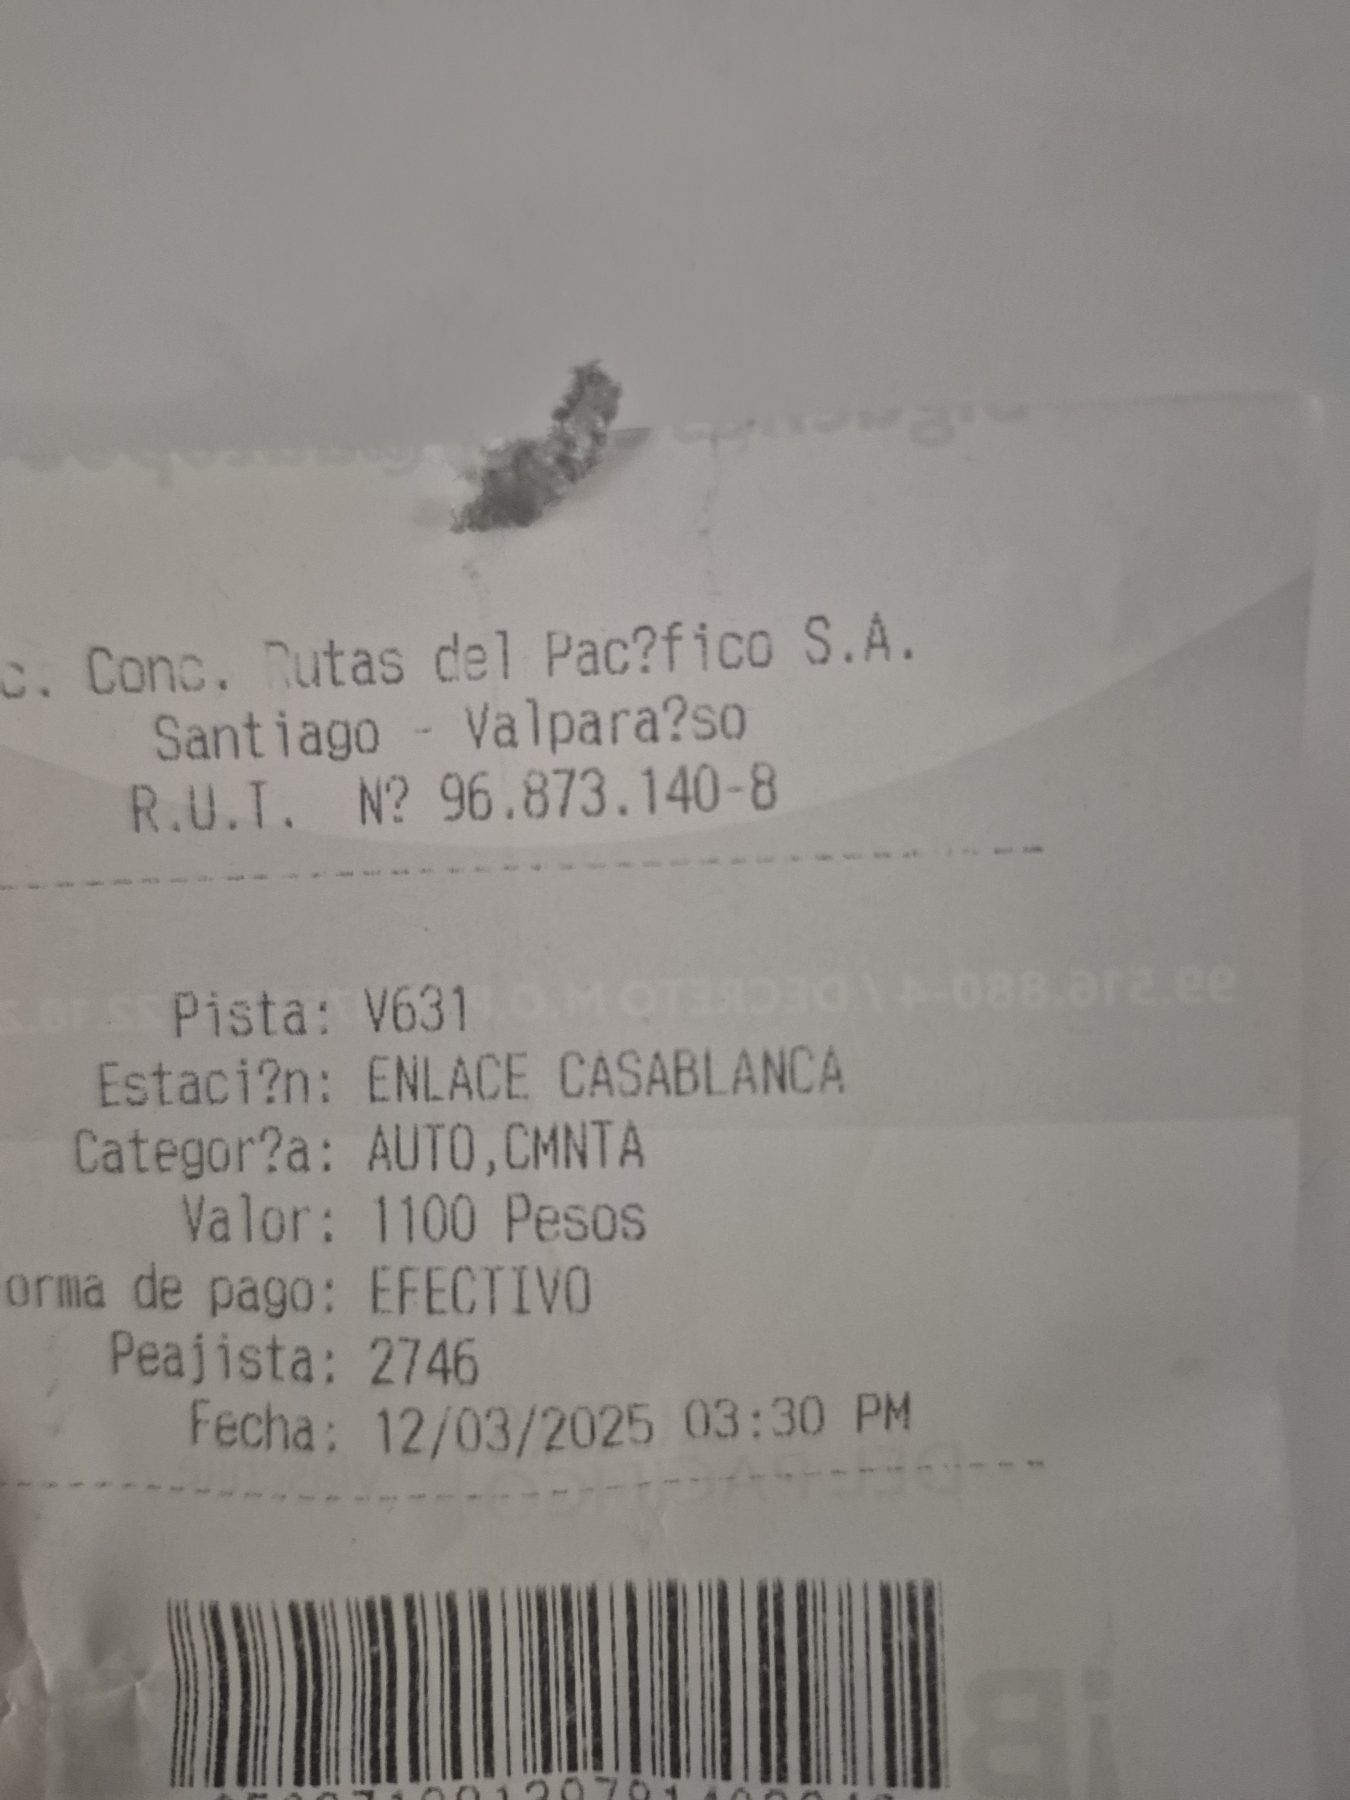 c. Conc. Rutas del Pac?fico S.A.
Santiago - Valpara?so
R.U.T. N? 96.873.140-8
Pista: V631
Estaci?n: ENLACE CASABLANCA
Categor?a: AUTO,CMNTA
Valor: 1100 Pesos
orma de pago: EFECTIVO
Peajista: 2746
Fecha: 12/03/2025 03:30 PM